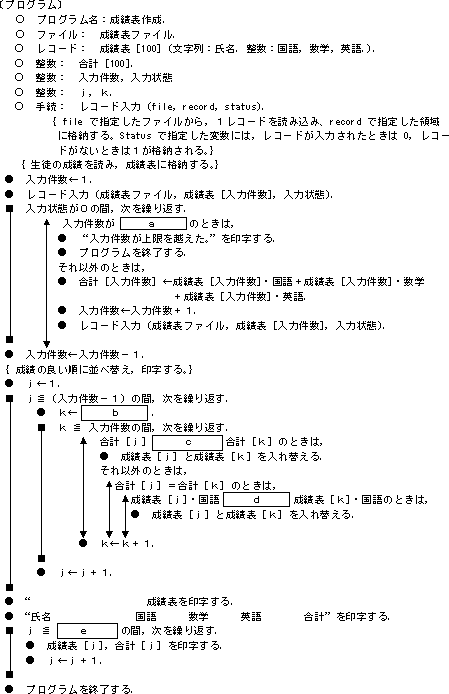 〔プログラム〕
○ プログラム名：成績表作成.
○ ファイル： 成績表ファイル.
○ レコード： 成績表［100］（文字列：氏名．整数：国語，数学，英語.）.
○ 整数： 合計［100］.
○ 整数： 入力件数，入力状態
○ 整数： ｊ，ｋ.
○ 手続： レコード入力（file，record，status）.
｛file で指定したファイルから，１レコードを読み込み、record で指定した領域
に格納する。Status で指定した変数には，レコードが入力されたときは 0，レコー
ドがないときは１が格納される。｝
｛生徒の成績を読み，成績表に格納する。｝
● 入力件数←１.
● レコード入力（成績表ファイル，成績表［入力件数］，入力状態）.
■ 入力状態が０の間，次を繰り返す.
入力件数が a のときは，
● “入力件数が上限を越えた。”を印字する.
● プログラムを終了する.
それ以外のときは，
● 合計［入力件数］←成績表［入力件数］・国語＋成績表［入力件数］・数学
＋成績表［入力件数］・英語.
● 入力件数←入力件数＋１.
● レコード入力（成績表ファイル，成績表［入力件数］，入力状態）.
■
● 入力件数←入力件数－１.
｛成績の良い順に並べ替え，印字する。｝
● ｊ←１.
■ ｊ≦（入力件数－１）の間，次を繰り返す.
● ｋ← b .
■ ｋ ≦ 入力件数の間，次を繰り返す.
合計［ｊ］ c 合計［ｋ］のときは，
● 成績表［ｊ］と成績表［ｋ］を入れ替える.
それ以外のときは，
合計［ｊ］＝合計［ｋ］のときは，
成績表［ｊ］・国語 d 成績表［ｋ］・国語のときは，
● 成績表［ｊ］と成績表［ｋ］を入れ替える.
● ｋ←ｋ＋１.
■
● ｊ←ｊ＋１.
■
● “ 成績表を印字する.
● “氏名 国語 数学 英語 合計”を印字する.
■ ｊ ≦ e の間，次を繰り返す.
● 成績表［ｊ］，合計［ｊ］を印字する.
● ｊ←ｊ＋１.
■
● プログラムを終了する.